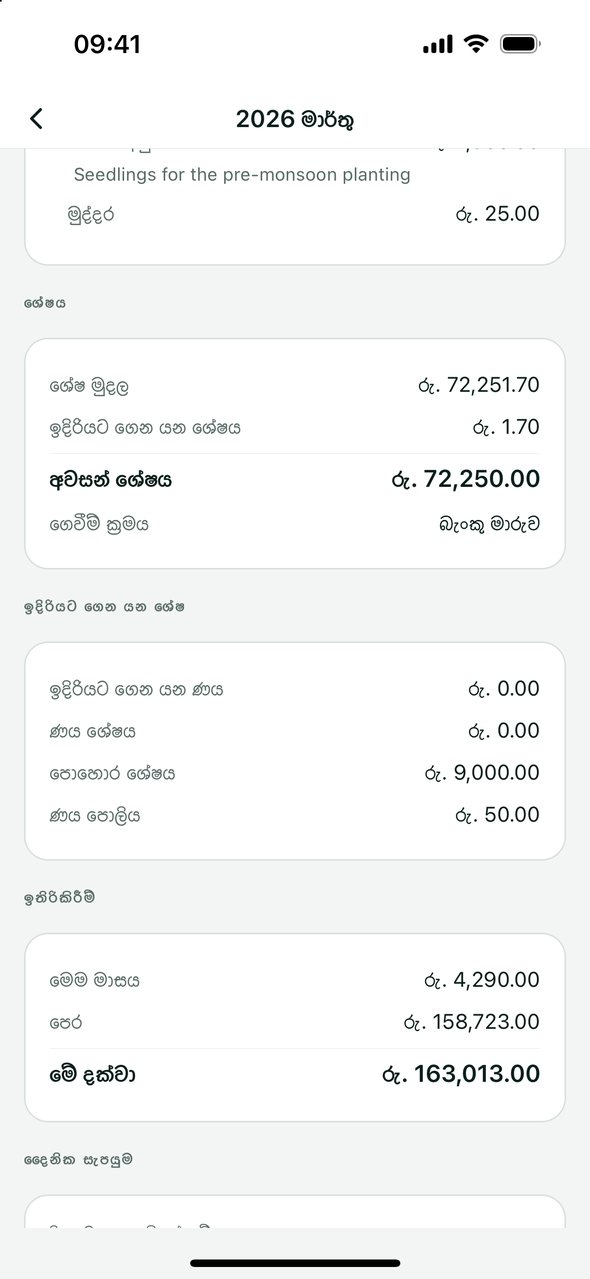 09:41
2026 මාර්තු
Seedlings for the pre-monsoon planting
මුද්දර රු. 25.00
ශේෂය
ශේෂ මුදල රු. 72,251.70
ඉදිරියට ගෙන යන ශේෂය රු. 1.70
අවසන් ශේෂය රු. 72,250.00
ගෙවීම් ක්‍රමය බැංකු මාරුව
ඉදිරියට ගෙන යන ශේෂ
ඉදිරියට ගෙන යන ණය රු. 0.00
ණය ශේෂය රු. 0.00
පොහොර ශේෂය රු. 9,000.00
ණය පොලිය රු. 50.00
ඉතිරිකිරීම්
මෙම මාසය රු. 4,290.00
පෙර රු. 158,723.00
මේ දක්වා රු. 163,013.00
දෛනික සැපයුම